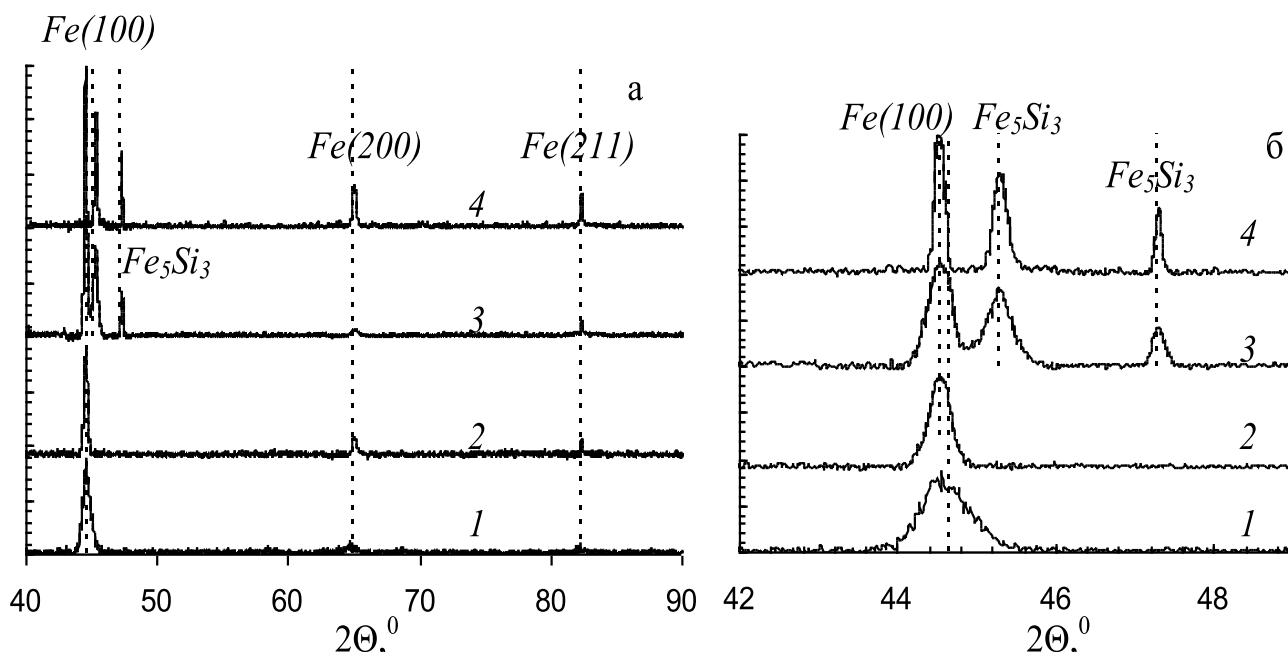 Fe(100)
а
Fe(200) Fe(211)
4
Fe₅Si₃
3
2
1
40 50 60 70 80 90
2Θ,⁰
Fe(100) Fe₅Si₃
б
Fe₅Si₃
4
3
2
1
42 44 46 48
2Θ,⁰